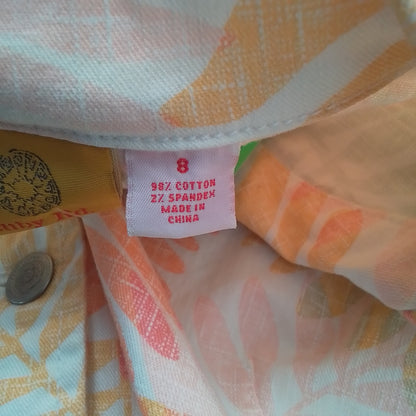 8
98% COTTON
2% SPANDEX
MADE IN
CHINA